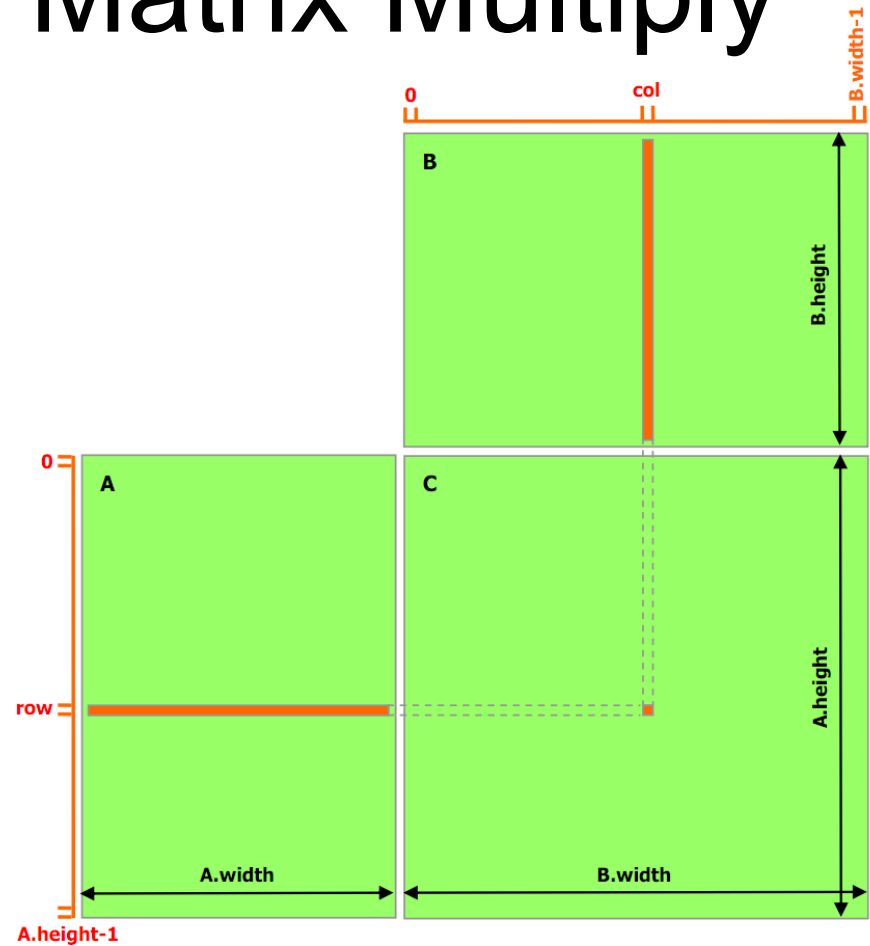 Matrix Multiply
B.width-1
0
col
B
B.height
0
A
C
row
A.height
A.width
B.width
A.height-1